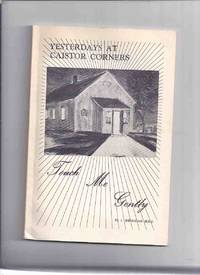 YESTERDAYS AT
CAISTOR CORNERS
Touch
Me
Gently